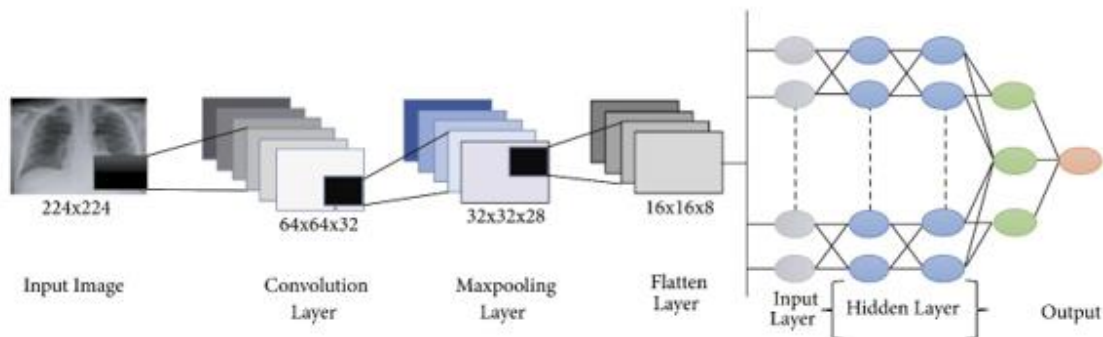 224x224
64x64x32
32x32x28
16x16x8
Input Image
Convolution
Layer
Maxpooling
Layer
Flatten
Layer
Input
Layer
Hidden Layer
Output